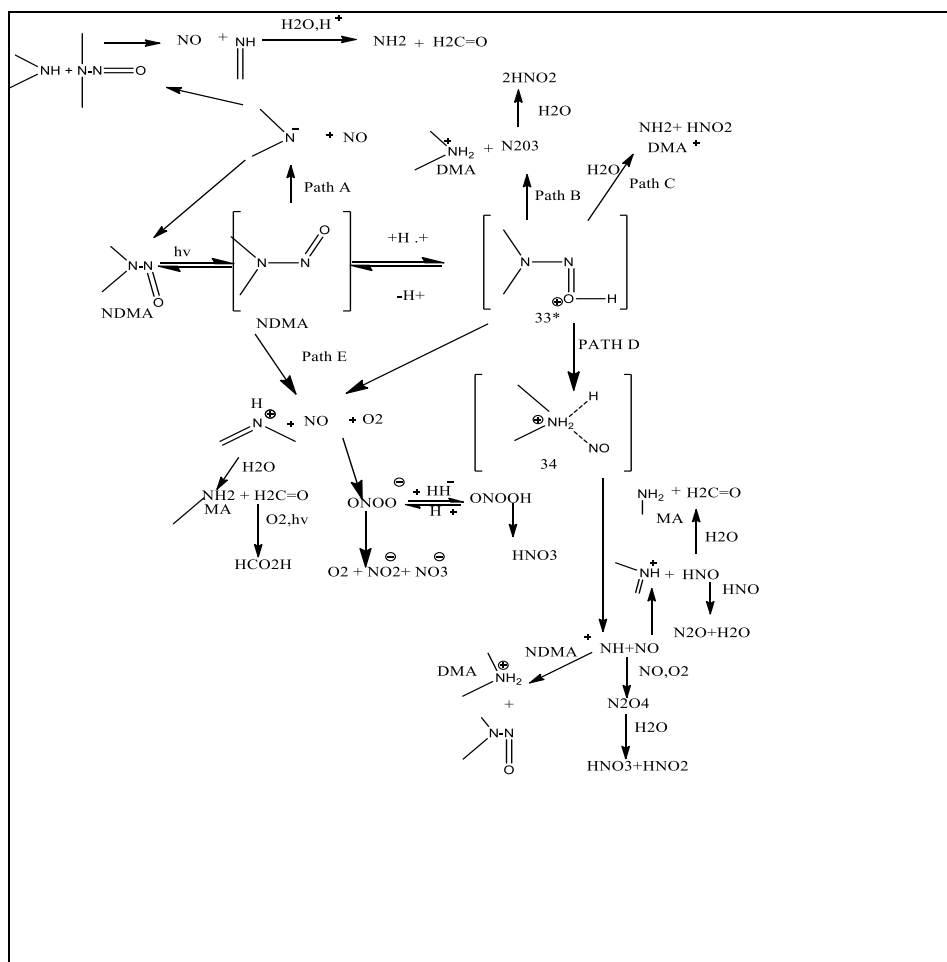 H2O,H +
NO + NH NH2 + H2C=O
NH + N-N O
2HNO2
H2O
N - + NO
+ NH2 + N203
DMA
NH2+ HNO2
DMA +
H2O
Path A
Path B
Path C
O
hv
N-N
O
NDMA
N N
NDMA
+H .+
-H+
N N
⊕ O H
33*
Path E
PATH D
H
⊕
N + NO + O2
H
⊕ NH2
NO
34
H2O
NH2 + H2C=O
MA
O2,hv
HCO2H
⊖
ONOO
+ HH -
H +
ONOOH
HNO3
⊖ ⊖
O2 + NO2+ NO3
NH2 + H2C=O
MA
H2O
+
NH + HNO
HNO
N2O+H2O
NDMA + NH+NO
DMA ⊕
NH2
+
N-N
O
NO,O2
N2O4
H2O
HNO3+HNO2